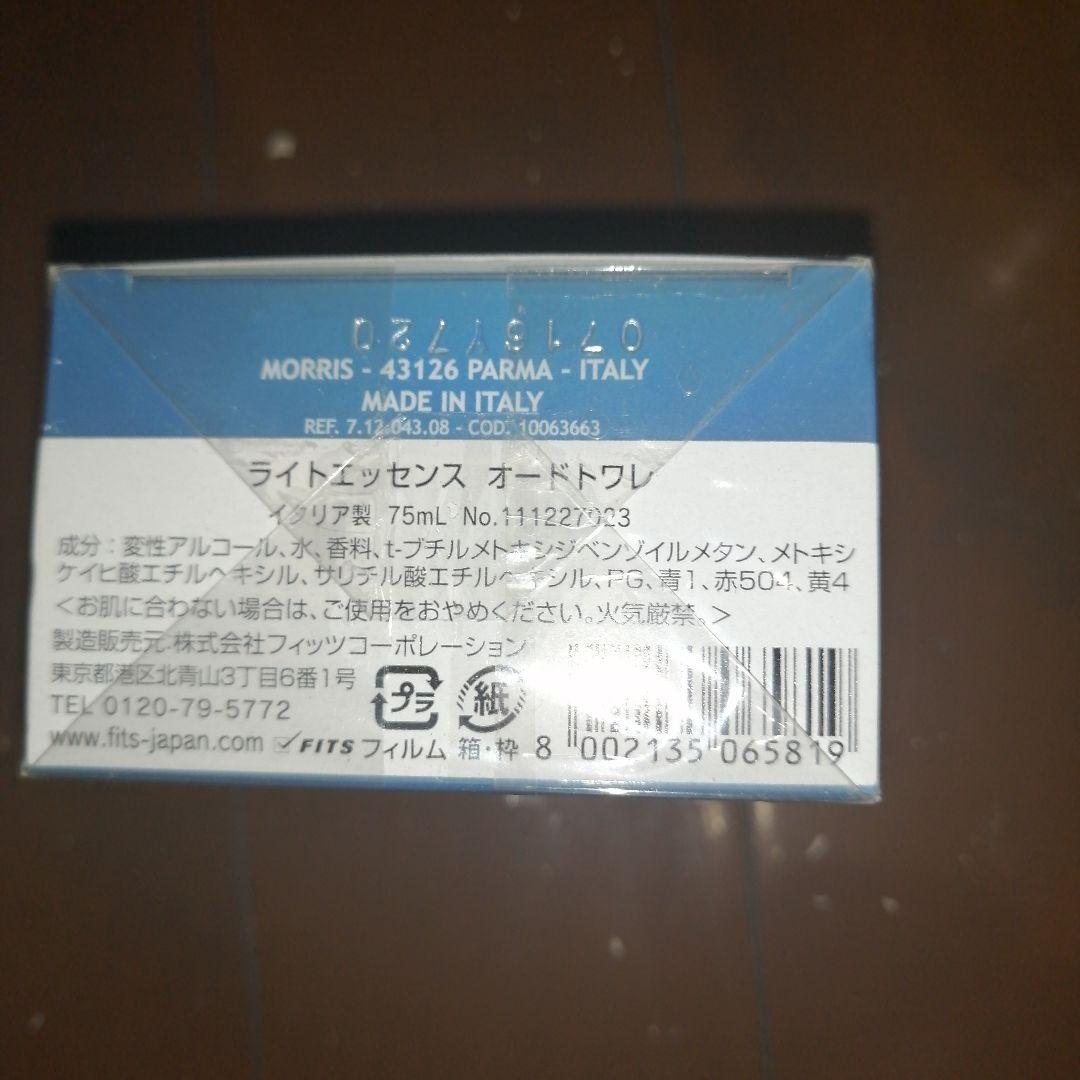 MORRIS - 43126 PARMA - ITALY
MADE IN ITALY
REF. 7.12.043.08 - COD. 10063663
ライトエッセンス オードトワレ
イタリア製 75mL No.111227023
成分：変性アルコール、水、香料、t-ブチルメトキシジベンゾイルメタン、メトキシ
ケイヒ酸エチルヘキシル、サリチル酸エチルヘキシル、PG、青1、赤504、黄4
＜お肌に合わない場合は、ご使用をおやめください。火気厳禁。＞
製造販売元：株式会社フィッツコーポレーション
東京都港区北青山3丁目6番1号
TEL 0120-79-5772
プラ 紙
www.fits-japan.com FITS フィルム 箱・枠 8 002135 065819